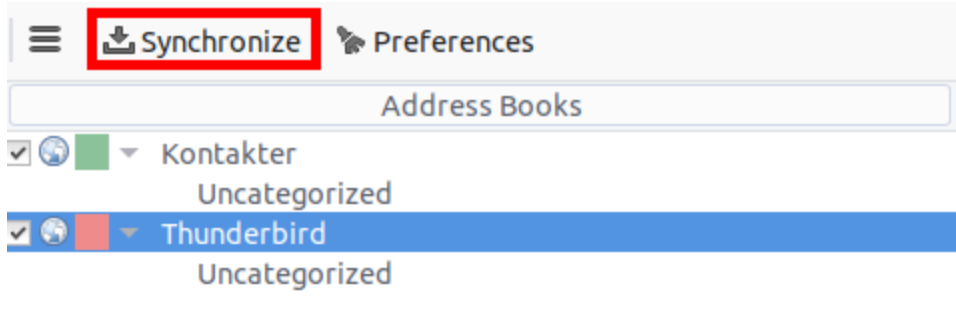 Synchronize Preferences
Address Books
Kontakter
Uncategorized
Thunderbird
Uncategorized